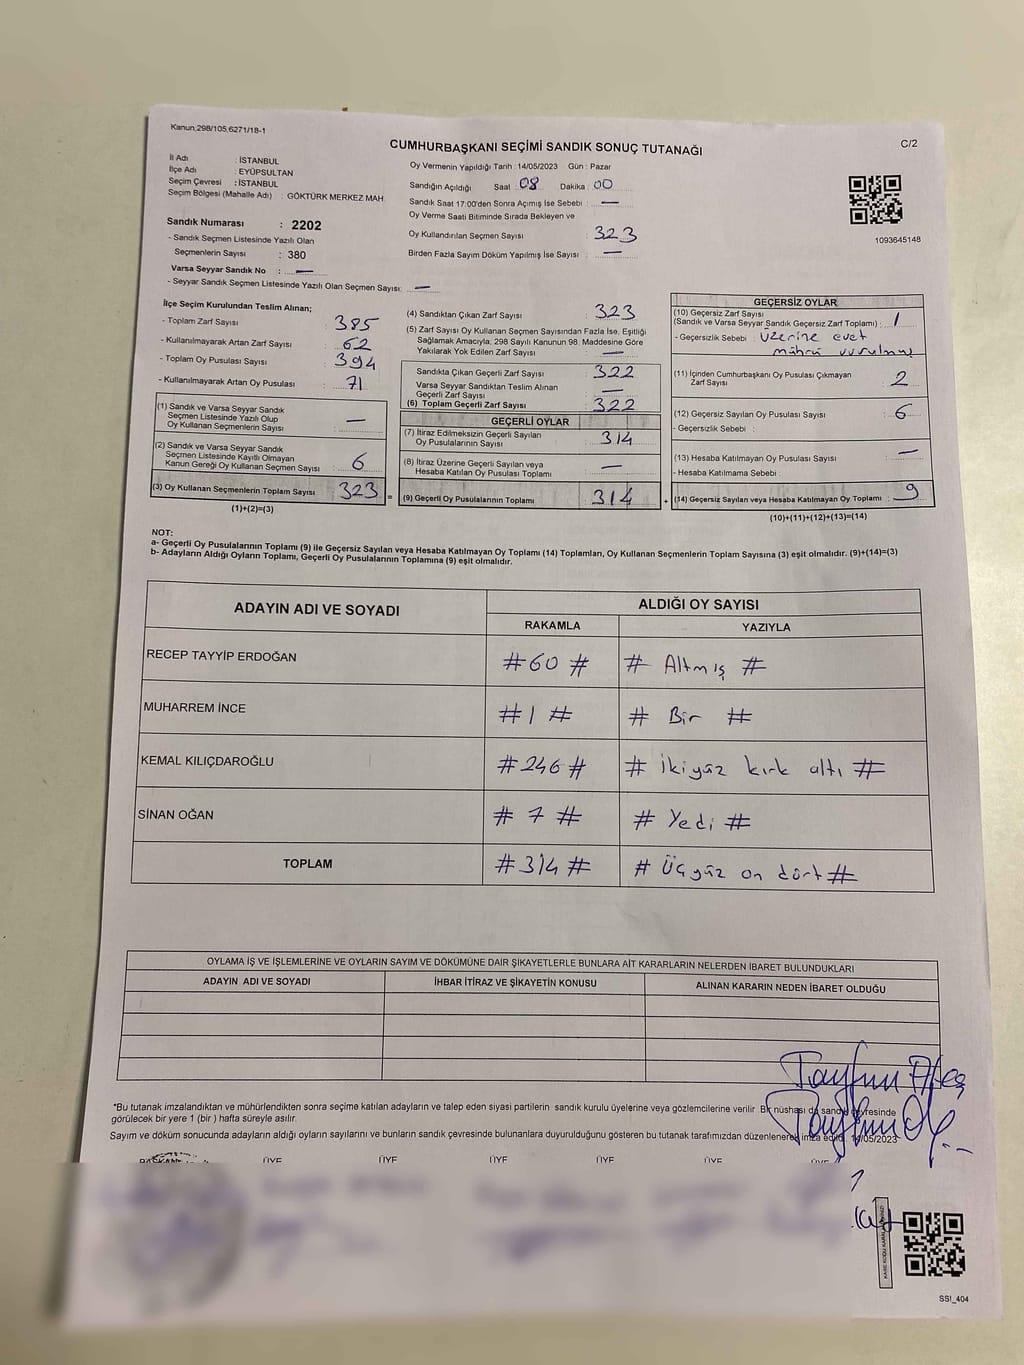 Kanun,298/105,6271/18-1
CUMHURBAŞKANI SEÇİMİ SANDIK SONUÇ TUTANAĞI
C/2
İl Adı : İSTANBUL
İlçe Adı : EYÜPSULTAN
Seçim Çevresi : İSTANBUL
Seçim Bölgesi (Mahalle Adı) : GÖKTÜRK MERKEZ MAH.
Sandık Numarası : 2202
- Sandık Seçmen Listesinde Yazılı Olan
Seçmenlerin Sayısı : 380
Varsa Seyyar Sandık No : —
- Seyyar Sandık Seçmen Listesinde Yazılı Olan Seçmen Sayısı: —
Oy Vermenin Yapıldığı Tarih : 14/05/2023 Gün : Pazar
Sandığın Açıldığı Saat : 08 Dakika : 00
Sandık Saat 17:00'den Sonra Açımış İse Sebebi : —
Oy Verme Saati Bitiminde Sırada Bekleyen ve
Oy Kullandırılan Seçmen Sayısı : 323
Birden Fazla Sayım Döküm Yapılmış İse Sayısı : —
1093645148
İlçe Seçim Kurulundan Teslim Alınan;
- Toplam Zarf Sayısı : 385
- Kullanılmayarak Artan Zarf Sayısı : 62
- Toplam Oy Pusulası Sayısı : 394
- Kullanılmayarak Artan Oy Pusulası : 71
(1) Sandık ve Varsa Seyyar Sandık
Seçmen Listesinde Yazılı Olup
Oy Kullanan Seçmenlerin Sayısı : —
(2) Sandık ve Varsa Seyyar Sandık
Seçmen Listesinde Kayıtlı Olmayan
Kanun Gereği Oy Kullanan Seçmen Sayısı : 6
(3) Oy Kullanan Seçmenlerin Toplam Sayısı : 323 =
(1)+(2)=(3)
(4) Sandıktan Çıkan Zarf Sayısı : 323
(5) Zarf Sayısı Oy Kullanan Seçmen Sayısından Fazla İse, Eşitliği
Sağlamak Amacıyla, 298 Sayılı Kanunun 98. Maddesine Göre
Yakılarak Yok Edilen Zarf Sayısı : —
Sandıkta Çıkan Geçerli Zarf Sayısı : 322
Varsa Seyyar Sandıktan Teslim Alınan
Geçerli Zarf Sayısı : —
(6) Toplam Geçerli Zarf Sayısı : 322
GEÇERLİ OYLAR
(7) İtiraz Edilmeksizin Geçerli Sayılan
Oy Pusulalarının Sayısı : 314
(8) İtiraz Üzerine Geçerli Sayılan veya
Hesaba Katılan Oy Pusulası Toplamı : —
(9) Geçerli Oy Pusulalarının Toplamı : 314 +
GEÇERSİZ OYLAR
(10) Geçersiz Zarf Sayısı
(Sandık ve Varsa Seyyar Sandık Geçersiz Zarf Toplamı) : 1
- Geçersizlik Sebebi : üzerine evet
mührü vurulmuş
(11) İçinden Cumhurbaşkanı Oy Pusulası Çıkmayan
Zarf Sayısı : 2
(12) Geçersiz Sayılan Oy Pusulası Sayısı : 6
- Geçersizlik Sebebi :
(13) Hesaba Katılmayan Oy Pusulası Sayısı : —
- Hesaba Katılmama Sebebi :
(14) Geçersiz Sayılan veya Hesaba Katılmayan Oy Toplamı : 9
(10)+(11)+(12)+(13)=(14)
NOT:
a- Geçerli Oy Pusulalarının Toplamı (9) ile Geçersiz Sayılan veya Hesaba Katılmayan Oy Toplamı (14) Toplamları, Oy Kullanan Seçmenlerin Toplam Sayısına (3) eşit olmalıdır. (9)+(14)=(3)
b- Adayların Aldığı Oyların Toplamı, Geçerli Oy Pusulalarının Toplamına (9) eşit olmalıdır.
ADAYIN ADI VE SOYADI
ALDIĞI OY SAYISI
RAKAMLA YAZIYLA
RECEP TAYYİP ERDOĞAN #60# # Altmış #
MUHARREM İNCE #1# # Bir #
KEMAL KILIÇDAROĞLU #246# # İkiyüz kırk altı #
SİNAN OĞAN # 7 # # Yedi #
TOPLAM #314# # Üçyüz on dört #
OYLAMA İŞ VE İŞLEMLERİNE VE OYLARIN SAYIM VE DÖKÜMÜNE DAİR ŞİKAYETLERLE BUNLARA AİT KARARLARIN NELERDEN İBARET BULUNDUKLARI
ADAYIN ADI VE SOYADI İHBAR İTİRAZ VE ŞİKAYETİN KONUSU ALINAN KARARIN NEDEN İBARET OLDUĞU
Tayfun
*Bu tutanak imzalandıktan ve mühürlendikten sonra seçime katılan adayların ve talep eden siyasi partilerin sandık kurulu üyelerine veya gözlemcilerine verilir. Bir nüshası da sandık çevresinde
görülecek bir yere 1 (bir ) hafta süreyle asılır.
Sayım ve döküm sonucunda adayların aldığı oyların sayılarını ve bunların sandık çevresinde bulunanlara duyurulduğunu gösteren bu tutanak tarafımızdan düzenlenerek imza edildi. 14/05/2023
BAŞKAN ÜYE ÜYE ÜYE ÜYE ÜYE ÜYE
SSI_404